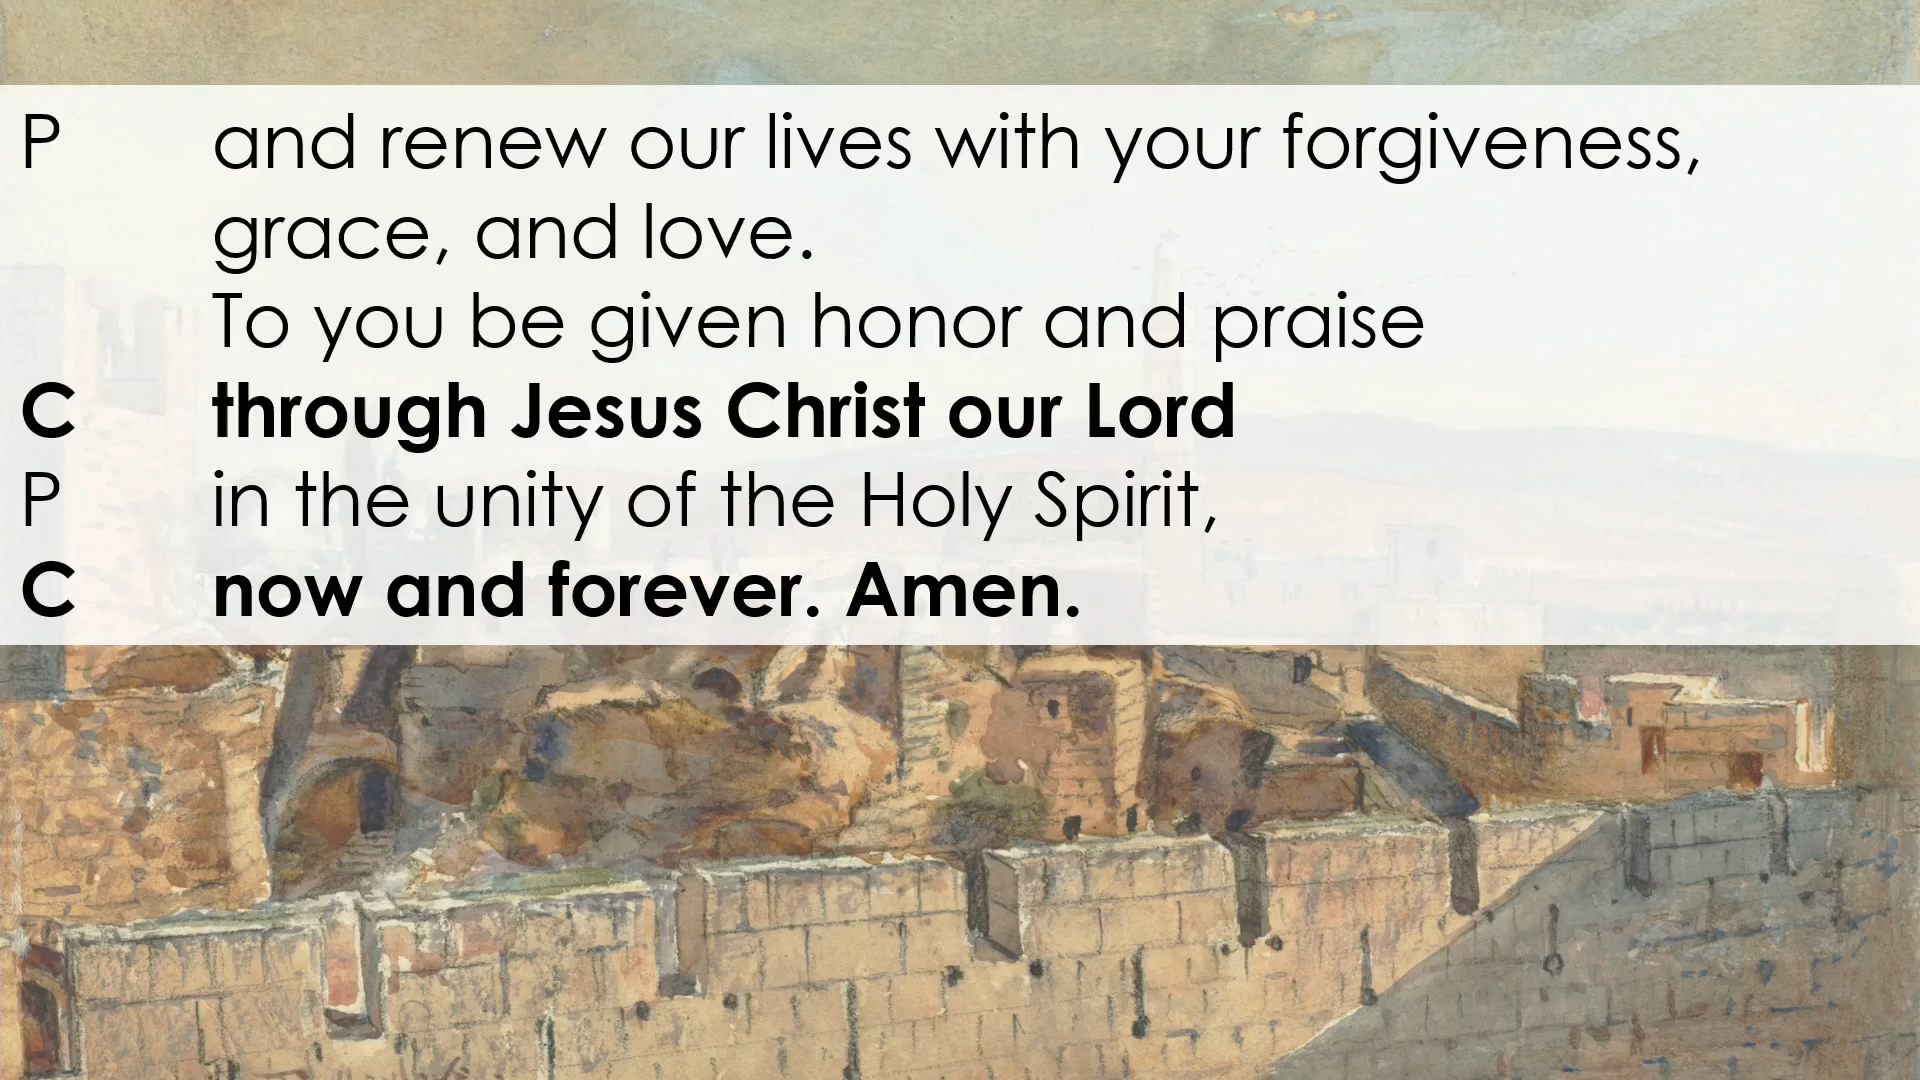 P and renew our lives with your forgiveness,
grace, and love.
To you be given honor and praise
C through Jesus Christ our Lord
P in the unity of the Holy Spirit,
C now and forever. Amen.